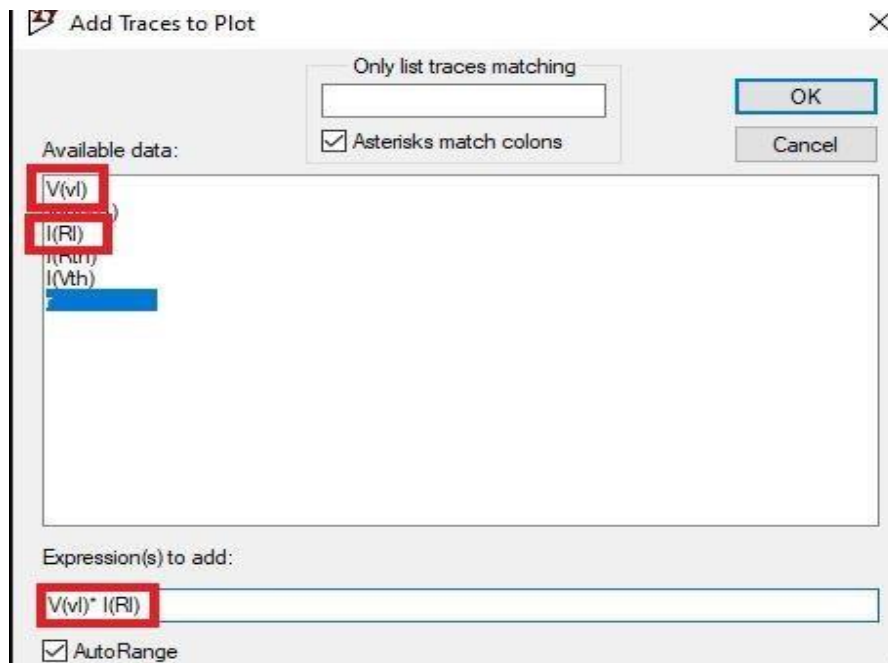 Add Traces to Plot
Only list traces matching
OK
Asterisks match colons
Cancel
Available data:
V(vl)
I(Rl)
I(Rth)
I(Vth)
r
Expression(s) to add:
V(vl)* I(Rl)
AutoRange